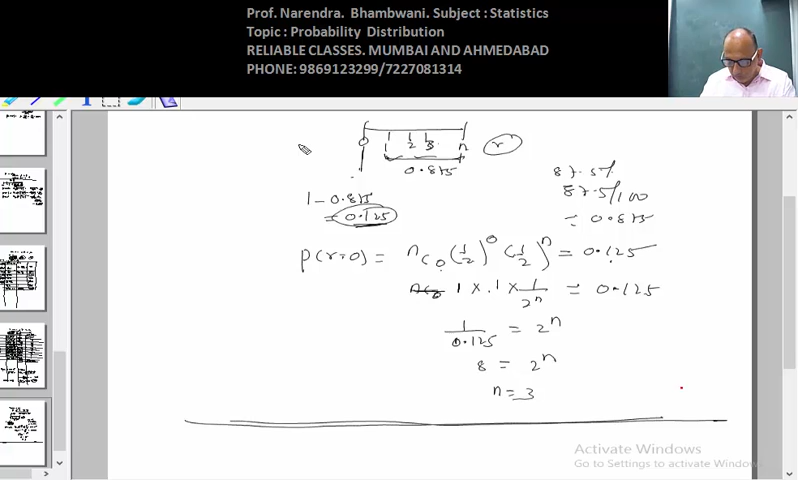 Prof. Narendra. Bhambwani. Subject : Statistics
Topic : Probability Distribution
RELIABLE CLASSES. MUMBAI AND AHMEDABAD
PHONE: 9869123299/7227081314
0 1 2 3 n r
0.875
87.5%
87.5/100
= 0.875
1 - 0.875
= 0.125
P(r=0) = nC0 (1/2)^0 (1/2)^n = 0.125
1 × 1 × 1/2^n = 0.125
1/0.125 = 2^n
8 = 2^n
n = 3
Activate Windows
Go to Settings to activate Windows.